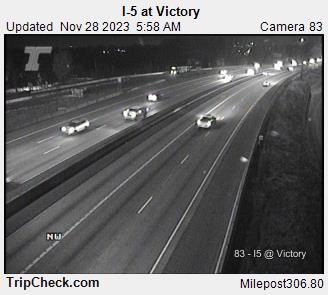 I-5 at Victory
Updated Nov 28 2023 5:58 AM Camera 83
T
NW
83 - I5 @ Victory
TripCheck.com Milepost306.80